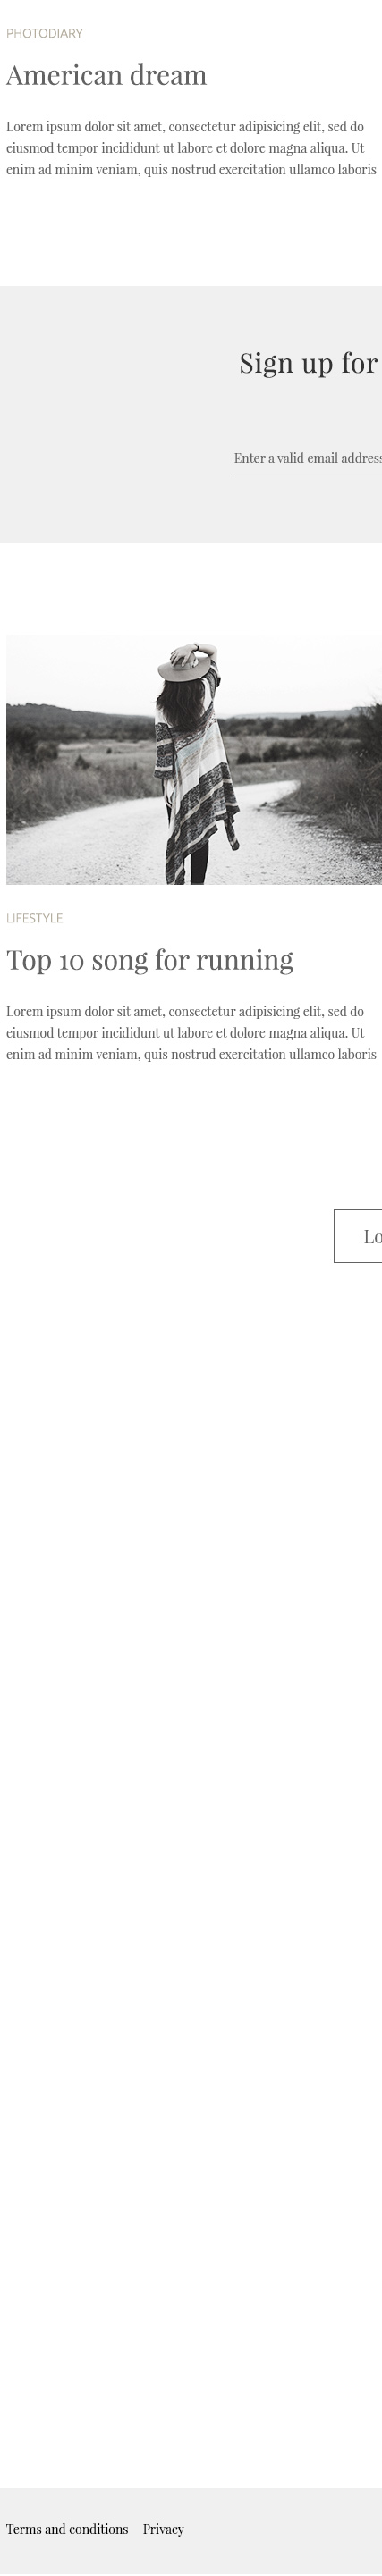 PHOTODIARY
American dream
Lorem ipsum dolor sit amet, consectetur adipisicing elit, sed do
eiusmod tempor incididunt ut labore et dolore magna aliqua. Ut
enim ad minim veniam, quis nostrud exercitation ullamco laboris
Sign up for
Enter a valid email address
LIFESTYLE
Top 10 song for running
Lorem ipsum dolor sit amet, consectetur adipisicing elit, sed do
eiusmod tempor incididunt ut labore et dolore magna aliqua. Ut
enim ad minim veniam, quis nostrud exercitation ullamco laboris
Lo
Terms and conditions Privacy